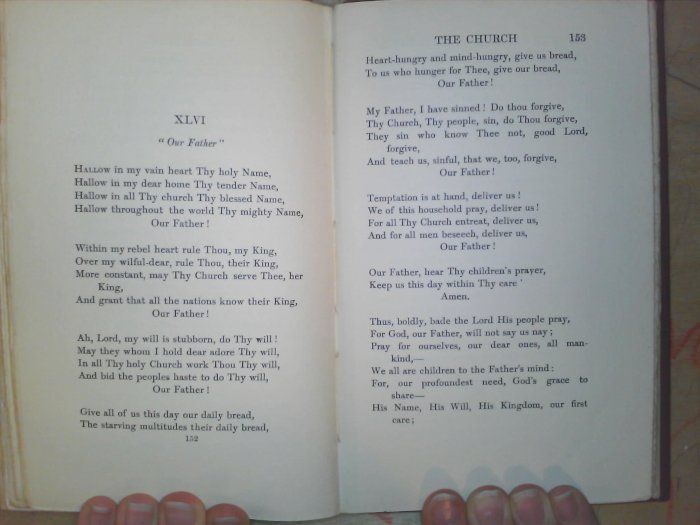 XLVI
"Our Father"
HALLOW in my vain heart Thy holy Name,
Hallow in my dear home Thy tender Name,
Hallow in all Thy church Thy blessed Name,
Hallow throughout the world Thy mighty Name,
Our Father!
Within my rebel heart rule Thou, my King,
Over my wilful-dear, rule Thou, their King,
More constant, may Thy Church serve Thee, her
King,
And grant that all the nations know their King,
Our Father!
Ah, Lord, my will is stubborn, do Thy will!
May they whom I hold dear adore Thy will,
In all Thy holy Church work Thou Thy will,
And bid the peoples haste to do Thy will,
Our Father!
Give all of us this day our daily bread,
The starving multitudes their daily bread,
152
THE CHURCH 153
Heart-hungry and mind-hungry, give us bread,
To us who hunger for Thee, give our bread,
Our Father!
My Father, I have sinned! Do thou forgive,
Thy Church, Thy people, sin, do Thou forgive,
They sin who know Thee not, good Lord,
forgive,
And teach us, sinful, that we, too, forgive,
Our Father!
Temptation is at hand, deliver us!
We of this household pray, deliver us!
For all Thy Church entreat, deliver us,
And for all men beseech, deliver us,
Our Father!
Our Father, hear Thy children's prayer,
Keep us this day within Thy care
Amen.
Thus, boldly, bade the Lord His people pray,
For God, our Father, will not say us nay;
Pray for ourselves, our dear ones, all man-
kind,—
We all are children to the Father's mind:
For, our profoundest need, God's grace to
share—
His Name, His Will, His Kingdom, our first
care;